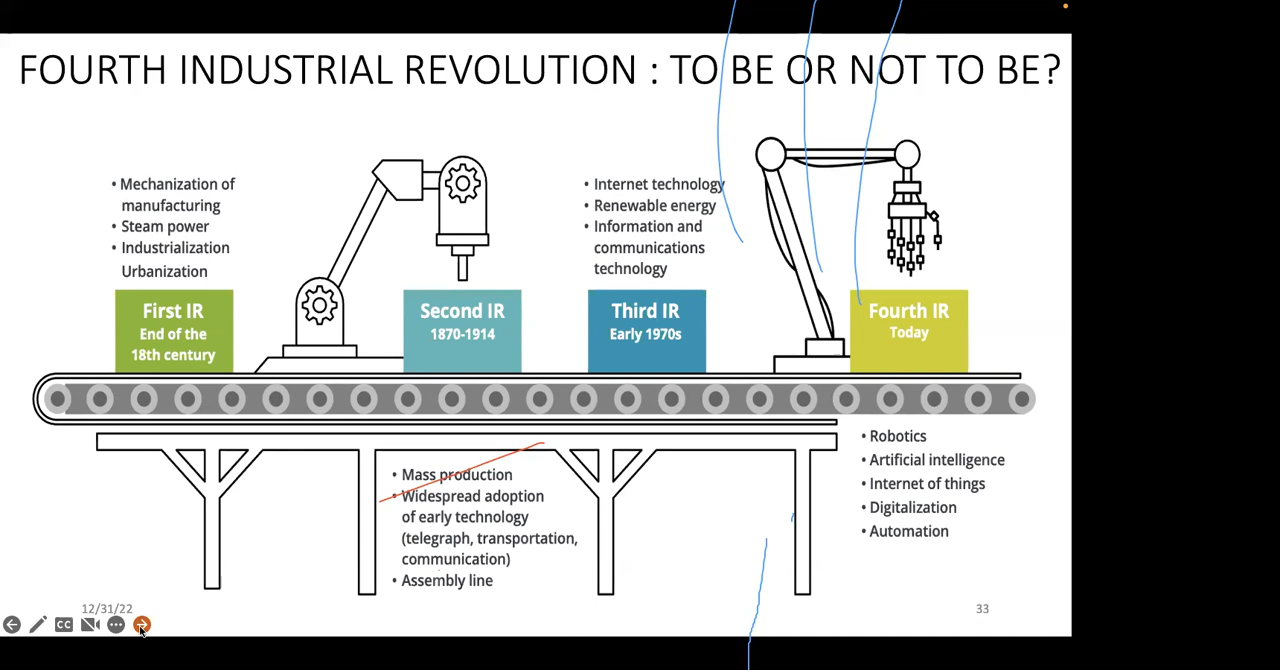 FOURTH INDUSTRIAL REVOLUTION : TO BE OR NOT TO BE?
• Mechanization of
manufacturing
• Steam power
• Industrialization
Urbanization
First IR
End of the
18th century
Second IR
1870-1914
• Mass production
• Widespread adoption
of early technology
(telegraph, transportation,
communication)
• Assembly line
• Internet technology
• Renewable energy
• Information and
communications
technology
Third IR
Early 1970s
Fourth IR
Today
• Robotics
• Artificial intelligence
• Internet of things
• Digitalization
• Automation
12/31/22
33
CC